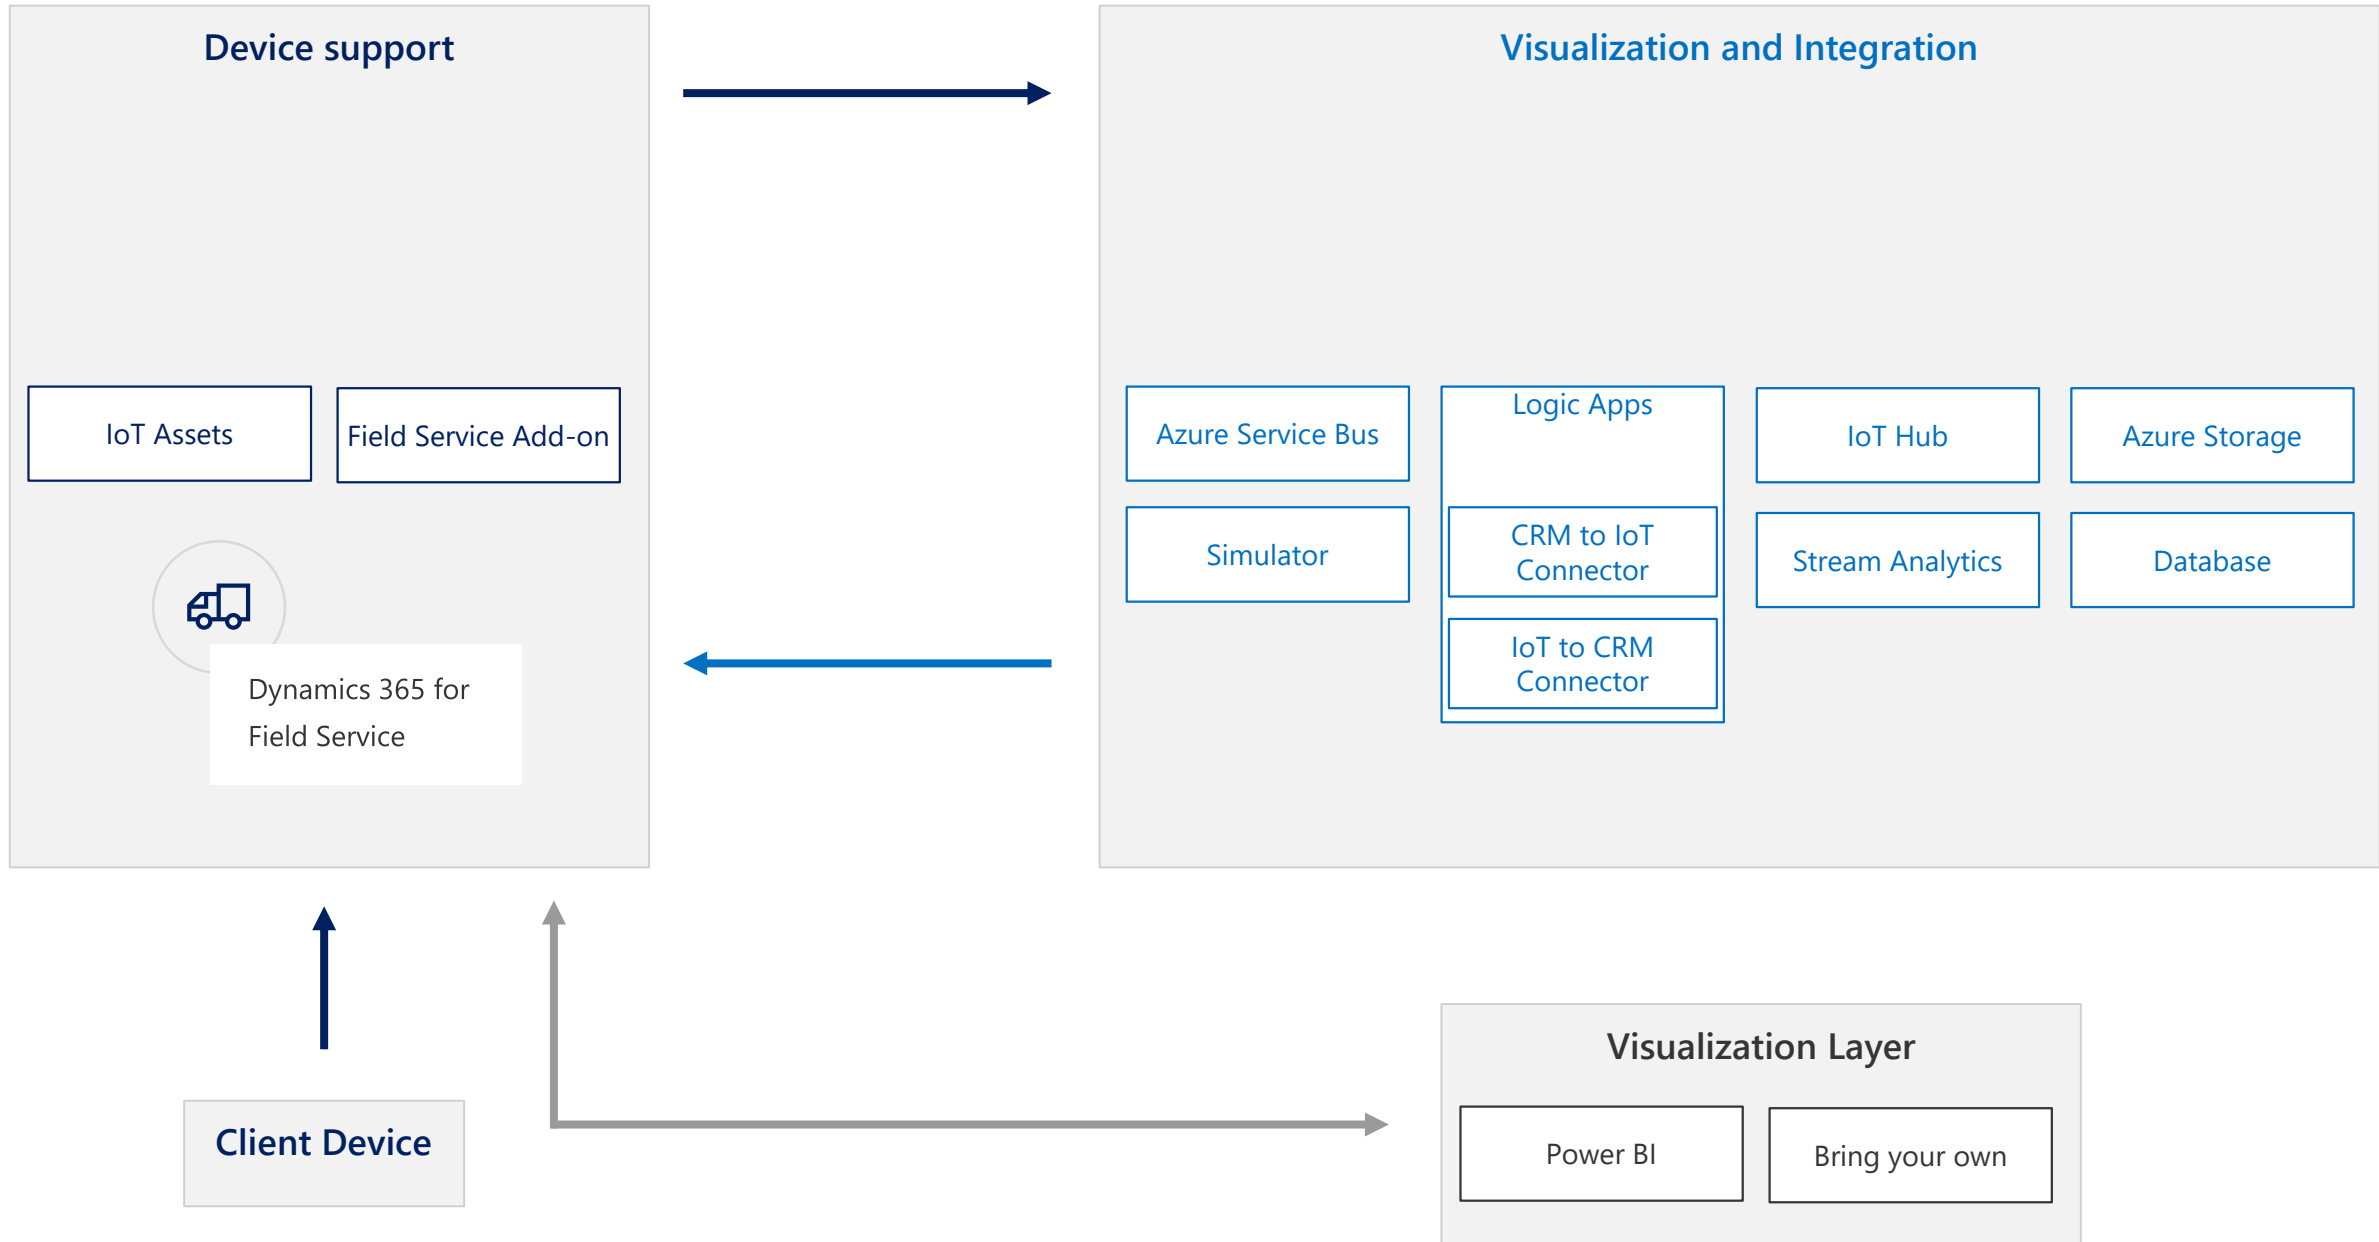 Device support
IoT Assets
Field Service Add-on
Dynamics 365 for
Field Service
Visualization and Integration
Azure Service Bus
Simulator
Logic Apps
CRM to IoT
Connector
IoT to CRM
Connector
IoT Hub
Stream Analytics
Azure Storage
Database
Client Device
Visualization Layer
Power BI
Bring your own